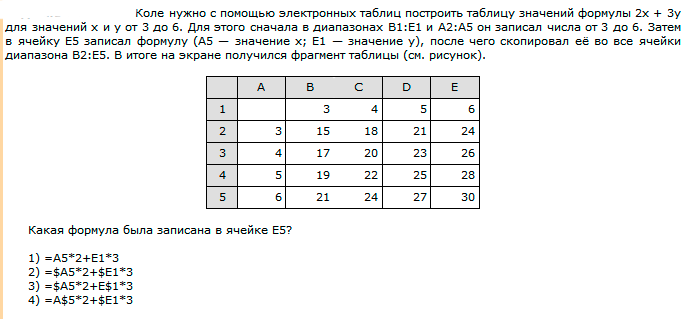 Коле нужно с помощью электронных таблиц построить таблицу значений формулы 2x + 3y
для значений x и y от 3 до 6. Для этого сначала в диапазонах B1:E1 и A2:A5 он записал числа от 3 до 6. Затем
в ячейку E5 записал формулу (A5 — значение x; E1 — значение y), после чего скопировал её во все ячейки
диапазона B2:E5. В итоге на экране получился фрагмент таблицы (см. рисунок).
A B C D E
1 3 4 5 6
2 3 15 18 21 24
3 4 17 20 23 26
4 5 19 22 25 28
5 6 21 24 27 30
Какая формула была записана в ячейке E5?
1) =A5*2+E1*3
2) =$A5*2+$E1*3
3) =$A5*2+E$1*3
4) =A$5*2+$E1*3